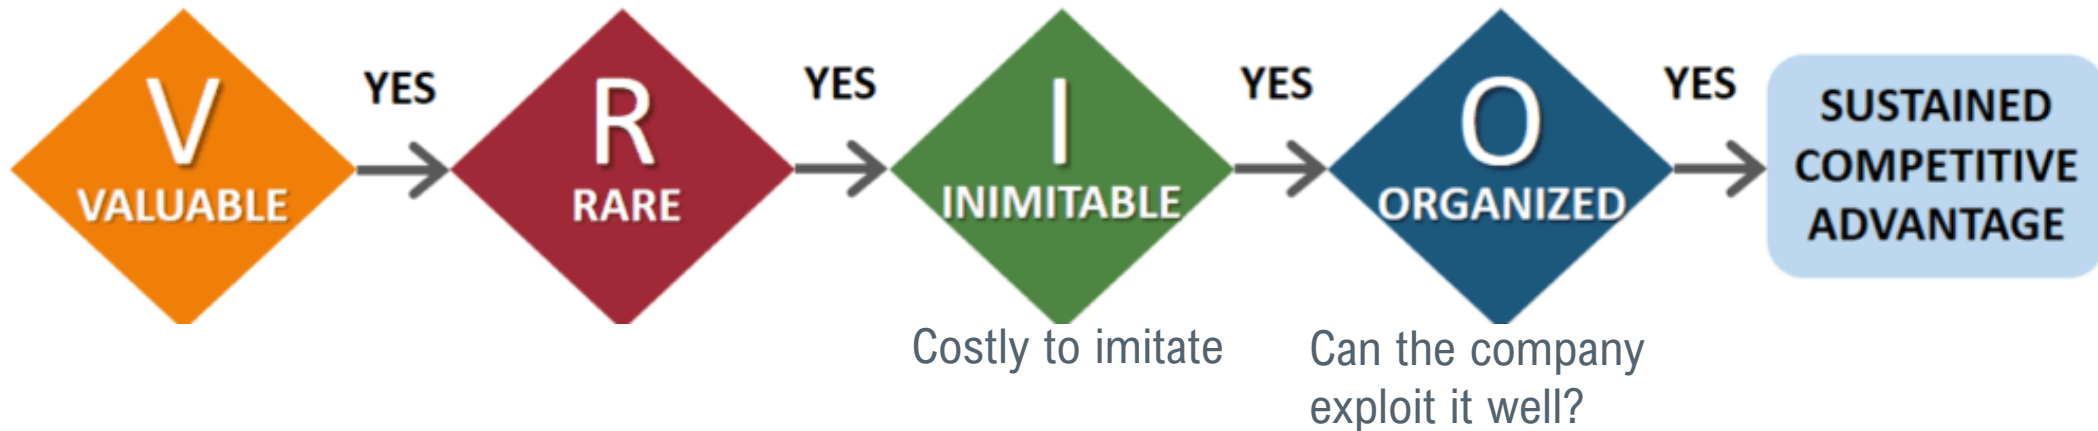 V
VALUABLE
YES
R
RARE
YES
I
INIMITABLE
Costly to imitate
YES
O
ORGANIZED
Can the company
exploit it well?
YES
SUSTAINED
COMPETITIVE
ADVANTAGE